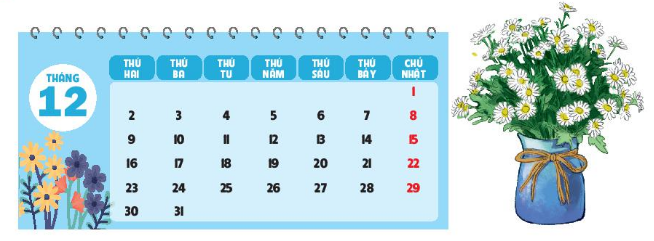 THÁNG
12
THỨ HAI THỨ BA THỨ TƯ THỨ NĂM THỨ SÁU THỨ BẢY CHỦ NHẬT
1
2 3 4 5 6 7 8
9 10 11 12 13 14 15
16 17 18 19 20 21 22
23 24 25 26 27 28 29
30 31